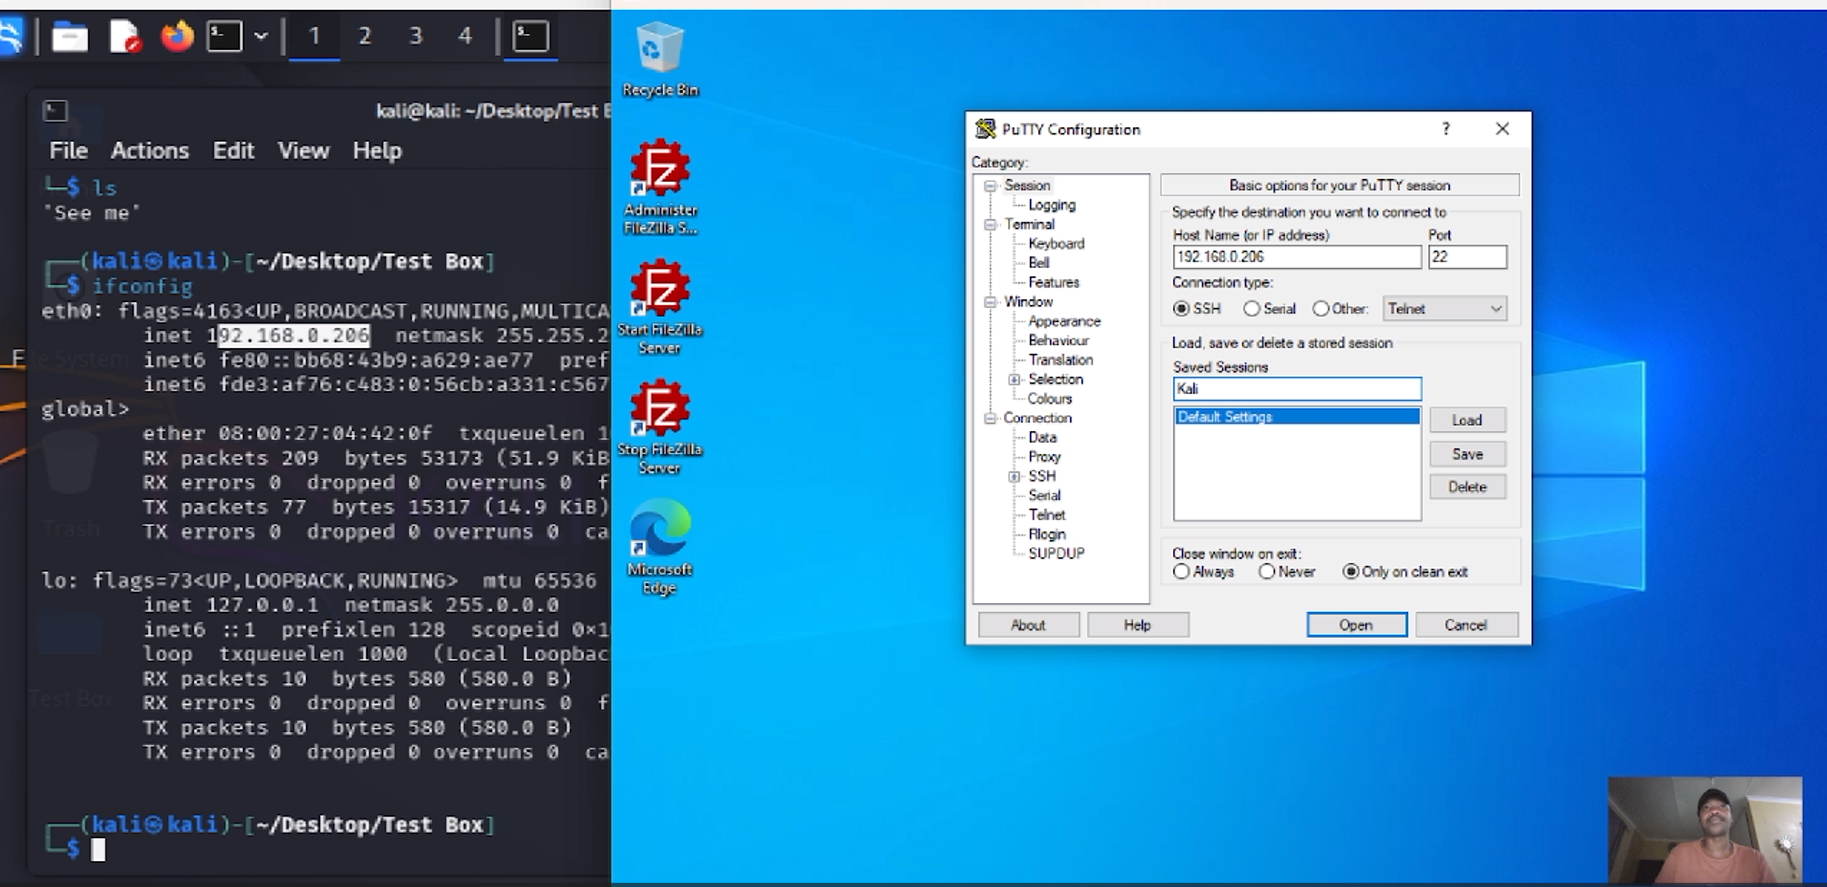 1 2 3 4
kali@kali: ~/Desktop/Test B
File Actions Edit View Help
└─$ ls
'See me'
┌──(kali㉿kali)-[~/Desktop/Test Box]
└─$ ifconfig
eth0: flags=4163<UP,BROADCAST,RUNNING,MULTICA
inet 192.168.0.206 netmask 255.255.2
inet6 fe80::bb68:43b9:a629:ae77 pref
inet6 fde3:af76:c483:0:56cb:a331:c567
global>
ether 08:00:27:04:42:0f txqueuelen 1
RX packets 209 bytes 53173 (51.9 KiB
RX errors 0 dropped 0 overruns 0 f
TX packets 77 bytes 15317 (14.9 KiB)
TX errors 0 dropped 0 overruns 0 ca
lo: flags=73<UP,LOOPBACK,RUNNING> mtu 65536
inet 127.0.0.1 netmask 255.0.0.0
inet6 ::1 prefixlen 128 scopeid 0×1
loop txqueuelen 1000 (Local Loopbac
RX packets 10 bytes 580 (580.0 B)
RX errors 0 dropped 0 overruns 0 f
TX packets 10 bytes 580 (580.0 B)
TX errors 0 dropped 0 overruns 0 ca
┌──(kali㉿kali)-[~/Desktop/Test Box]
└─$
File System
Trash
Test Box
Recycle Bin
Administer
FileZilla S...
Start FileZilla
Server
Stop FileZilla
Server
Microsoft
Edge
PuTTY Configuration
? ×
Category:
Session
Logging
Terminal
Keyboard
Bell
Features
Window
Appearance
Behaviour
Translation
Selection
Colours
Connection
Data
Proxy
SSH
Serial
Telnet
Rlogin
SUPDUP
Basic options for your PuTTY session
Specify the destination you want to connect to
Host Name (or IP address) Port
192.168.0.206 22
Connection type:
SSH Serial Other: Telnet
Load, save or delete a stored session
Saved Sessions
Kali
Default Settings
Load
Save
Delete
Close window on exit:
Always Never Only on clean exit
About Help Open Cancel